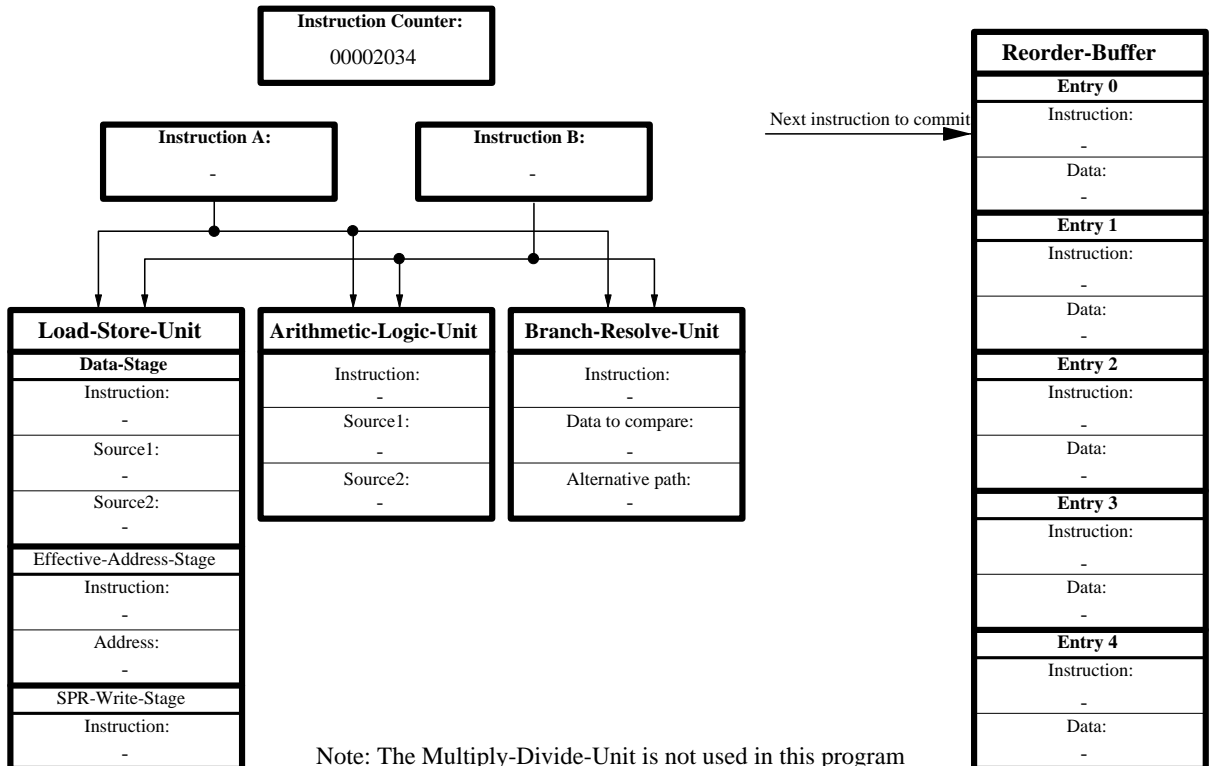 Instruction Counter:
00002034
Instruction A:
-
Instruction B:
-
Next instruction to commit
Load-Store-Unit
Data-Stage
Instruction:
-
Source1:
-
Source2:
-
Effective-Address-Stage
Instruction:
-
Address:
-
SPR-Write-Stage
Instruction:
-
Arithmetic-Logic-Unit
Instruction:
-
Source1:
-
Source2:
-
Branch-Resolve-Unit
Instruction:
-
Data to compare:
-
Alternative path:
-
Reorder-Buffer
Entry 0
Instruction:
-
Data:
-
Entry 1
Instruction:
-
Data:
-
Entry 2
Instruction:
-
Data:
-
Entry 3
Instruction:
-
Data:
-
Entry 4
Instruction:
-
Data:
-
Note: The Multiply-Divide-Unit is not used in this program